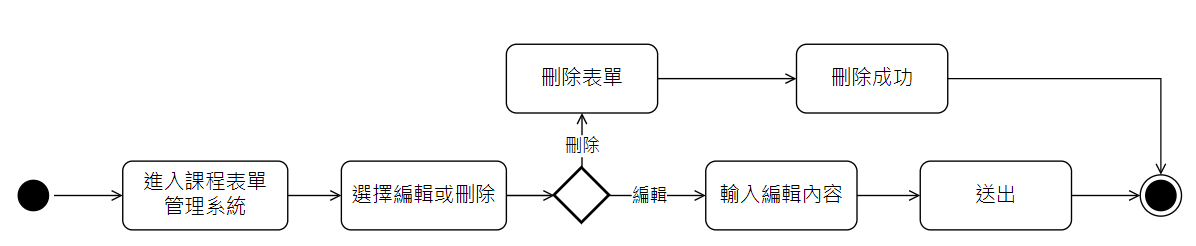 刪除表單
刪除成功
刪除
進入課程表單
管理系統
選擇編輯或刪除
編輯
輸入編輯內容
送出